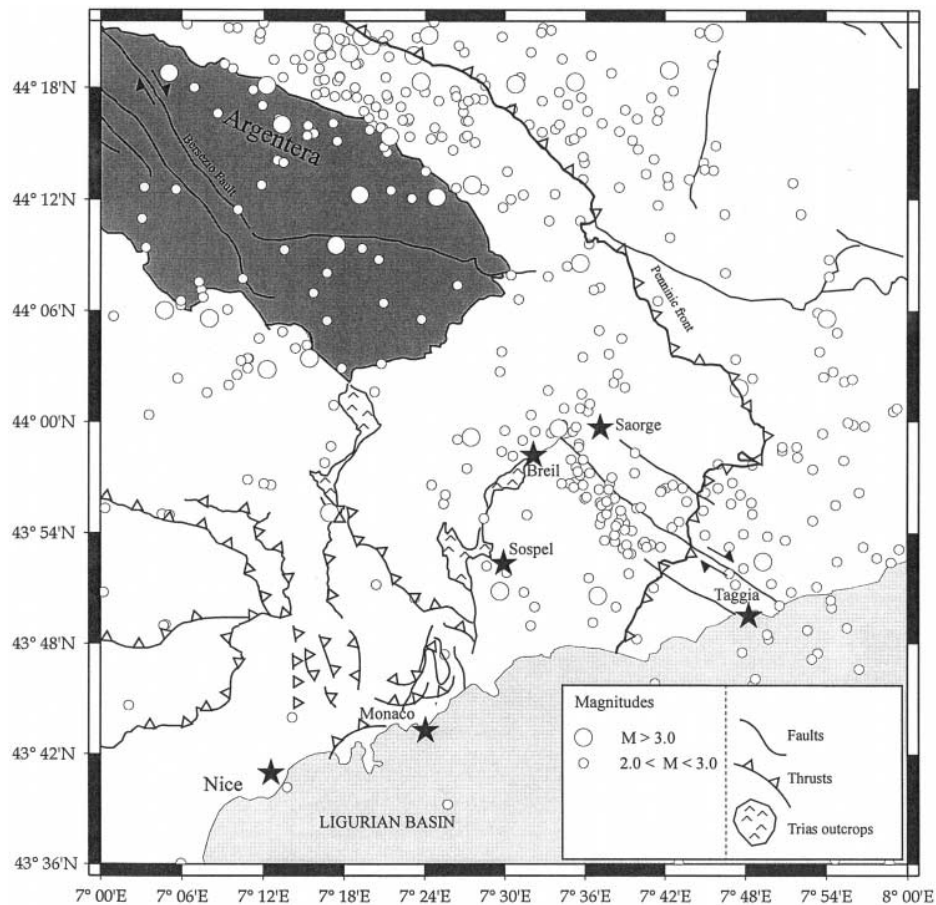 44° 18'N
44° 12'N
44° 06'N
44° 00'N
43° 54'N
43° 48'N
43° 42'N
43° 36'N
Argentera
Bersezio Fault
Penninic front
Saorge
Breil
Sospel
Taggia
Monaco
Nice
LIGURIAN BASIN
Magnitudes
M > 3.0
2.0 < M < 3.0
Faults
Thrusts
Trias outcrops
7° 00'E 7° 06'E 7° 12'E 7° 18'E 7° 24'E 7° 30'E 7° 36'E 7° 42'E 7° 48'E 7° 54'E 8° 00'E